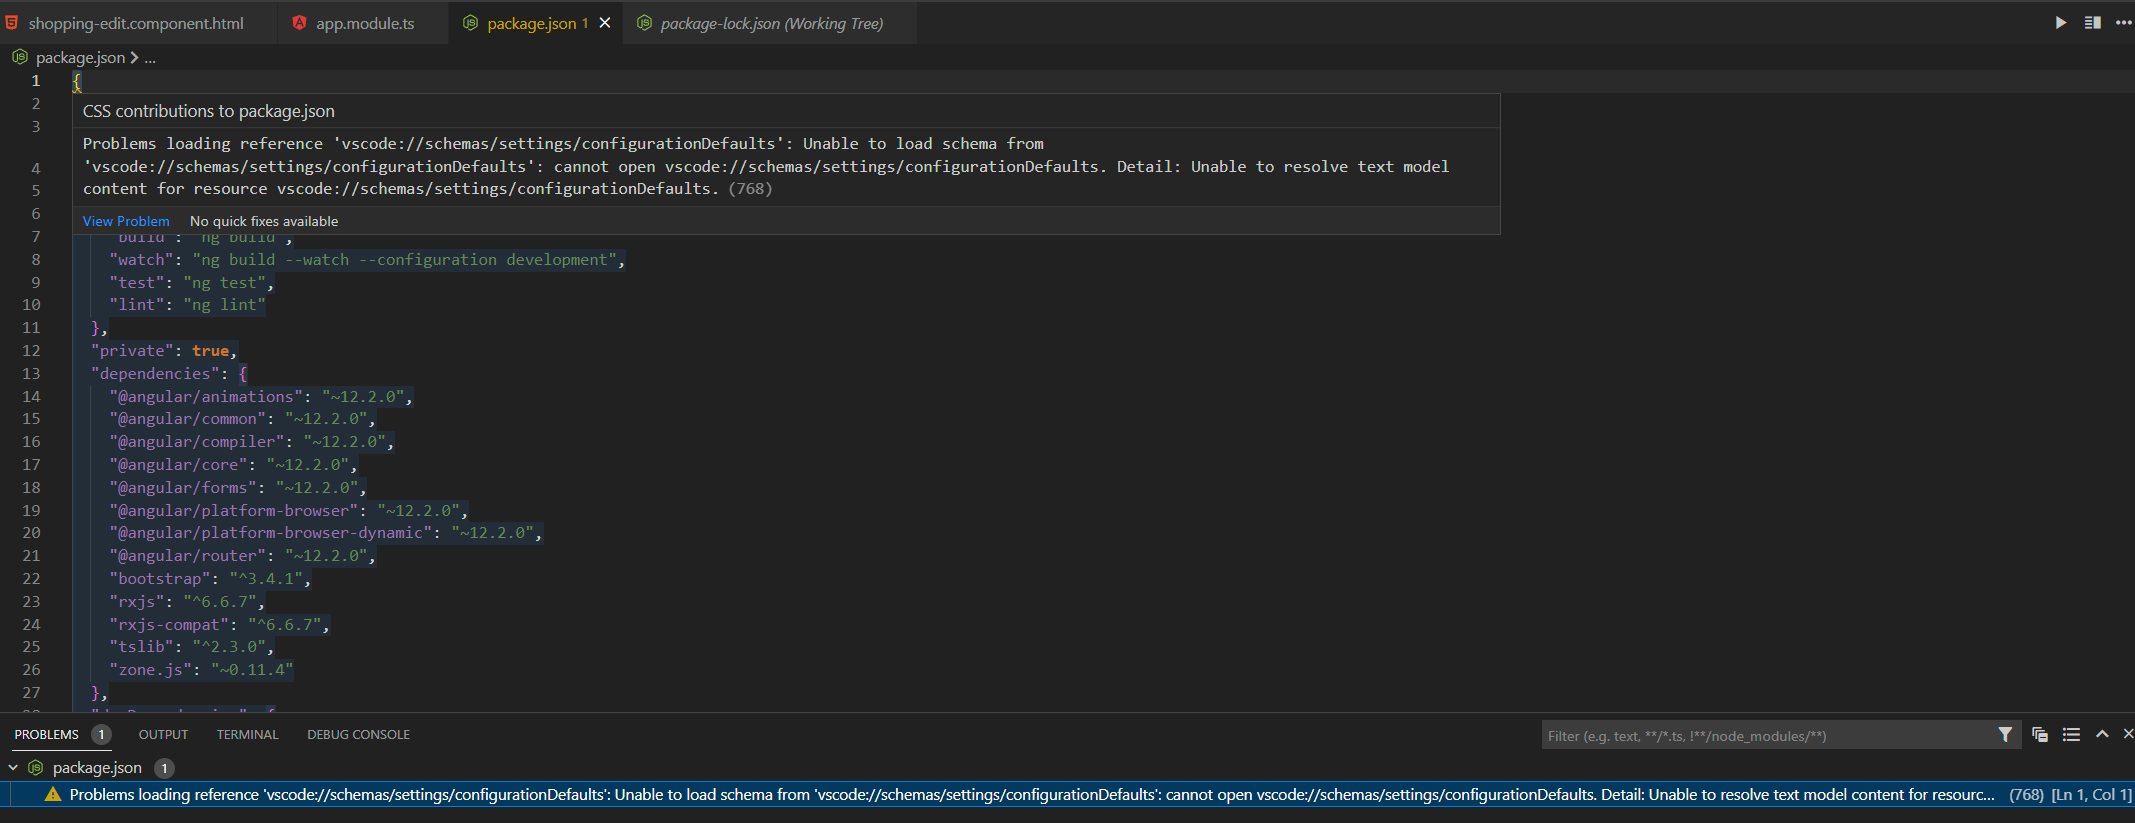 shopping-edit.component.html
app.module.ts
package.json 1
package-lock.json (Working Tree)
package.json > ...
1 {
2
3
CSS contributions to package.json
Problems loading reference 'vscode://schemas/settings/configurationDefaults': Unable to load schema from
'vscode://schemas/settings/configurationDefaults': cannot open vscode://schemas/settings/configurationDefaults. Detail: Unable to resolve text model
content for resource vscode://schemas/settings/configurationDefaults. (768)
View Problem No quick fixes available
4
5
6
7 "build": "ng build",
8 "watch": "ng build --watch --configuration development",
9 "test": "ng test",
10 "lint": "ng lint"
11 },
12 "private": true,
13 "dependencies": {
14 "@angular/animations": "~12.2.0",
15 "@angular/common": "~12.2.0",
16 "@angular/compiler": "~12.2.0",
17 "@angular/core": "~12.2.0",
18 "@angular/forms": "~12.2.0",
19 "@angular/platform-browser": "~12.2.0",
20 "@angular/platform-browser-dynamic": "~12.2.0",
21 "@angular/router": "~12.2.0",
22 "bootstrap": "^3.4.1",
23 "rxjs": "^6.6.7",
24 "rxjs-compat": "^6.6.7",
25 "tslib": "^2.3.0",
26 "zone.js": "~0.11.4"
27 },
PROBLEMS 1 OUTPUT TERMINAL DEBUG CONSOLE
Filter (e.g. text, **/*.ts, !**/node_modules/**)
package.json 1
Problems loading reference 'vscode://schemas/settings/configurationDefaults': Unable to load schema from 'vscode://schemas/settings/configurationDefaults': cannot open vscode://schemas/settings/configurationDefaults. Detail: Unable to resolve text model content for resourc... (768) [Ln 1, Col 1]